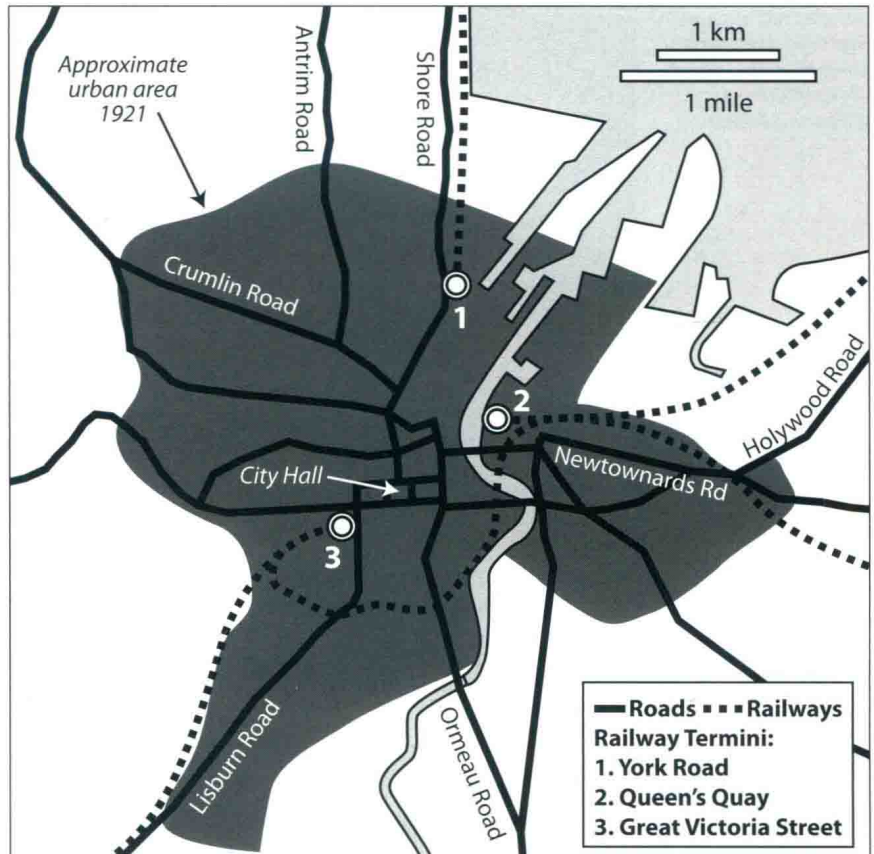 Approximate
urban area
1921
Antrim Road
Shore Road
1 km
1 mile
Crumlin Road
1
2
Holywood Road
City Hall
Newtownards Rd
3
Lisburn Road
Ormeau Road
Roads Railways
Railway Termini:
1. York Road
2. Queen's Quay
3. Great Victoria Street